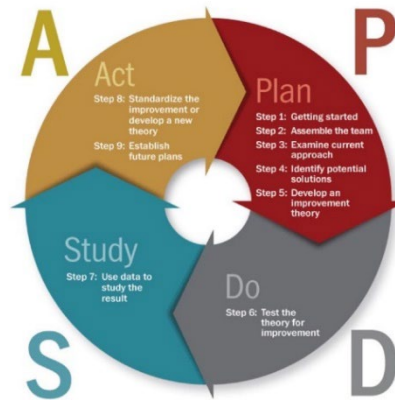 A
P
Act
Step 8: Standardize the
improvement or
develop a new
theory
Step 9: Establish
future plans
Plan
Step 1: Getting started
Step 2: Assemble the team
Step 3: Examine current
approach
Step 4: Identify potential
solutions
Step 5: Develop an
improvement
theory
Study
Step 7: Use data to
study the
result
Do
Step 6: Test the
theory for
improvement
S
D